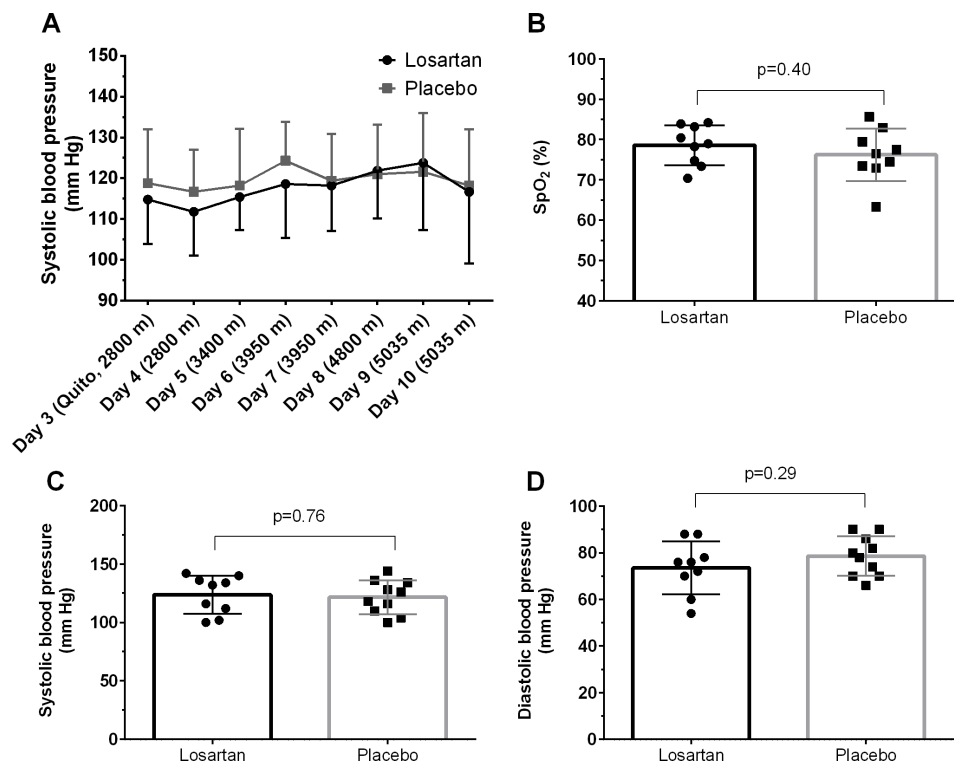 A
Systolic blood pressure
(mm Hg)
150
140
130
120
110
100
90
Losartan
Placebo
Day 3 (Quito, 2800 m)
Day 4 (2800 m)
Day 5 (3400 m)
Day 6 (3950 m)
Day 7 (3950 m)
Day 8 (4800 m)
Day 9 (5035 m)
Day 10 (5035 m)
B
SpO2 (%)
100
90
80
70
60
50
40
p=0.40
Losartan
Placebo
C
Systolic blood pressure
(mm Hg)
200
150
100
50
0
p=0.76
Losartan
Placebo
D
Diastolic blood pressure
(mm Hg)
100
80
60
40
20
0
p=0.29
Losartan
Placebo